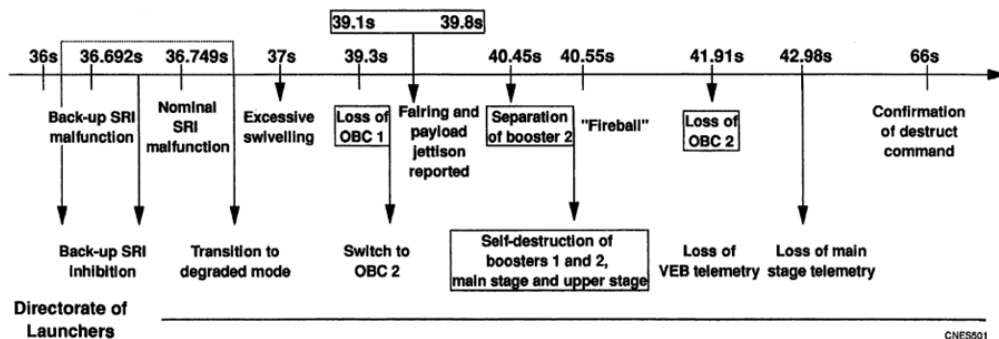 39.1s 39.8s
36s 36.692s 36.749s 37s 39.3s 40.45s 40.55s 41.91s 42.98s 66s
Back-up SRI
malfunction
Nominal
SRI
malfunction
Excessive
swivelling
Loss of
OBC 1
Fairing and
payload
jettison
reported
Separation
of booster 2
"Fireball"
Loss of
OBC 2
Confirmation
of destruct
command
Back-up SRI
inhibition
Transition to
degraded mode
Switch to
OBC 2
Self-destruction of
boosters 1 and 2,
main stage and upper stage
Loss of
VEB telemetry
Loss of main
stage telemetry
Directorate of
Launchers
CNES501